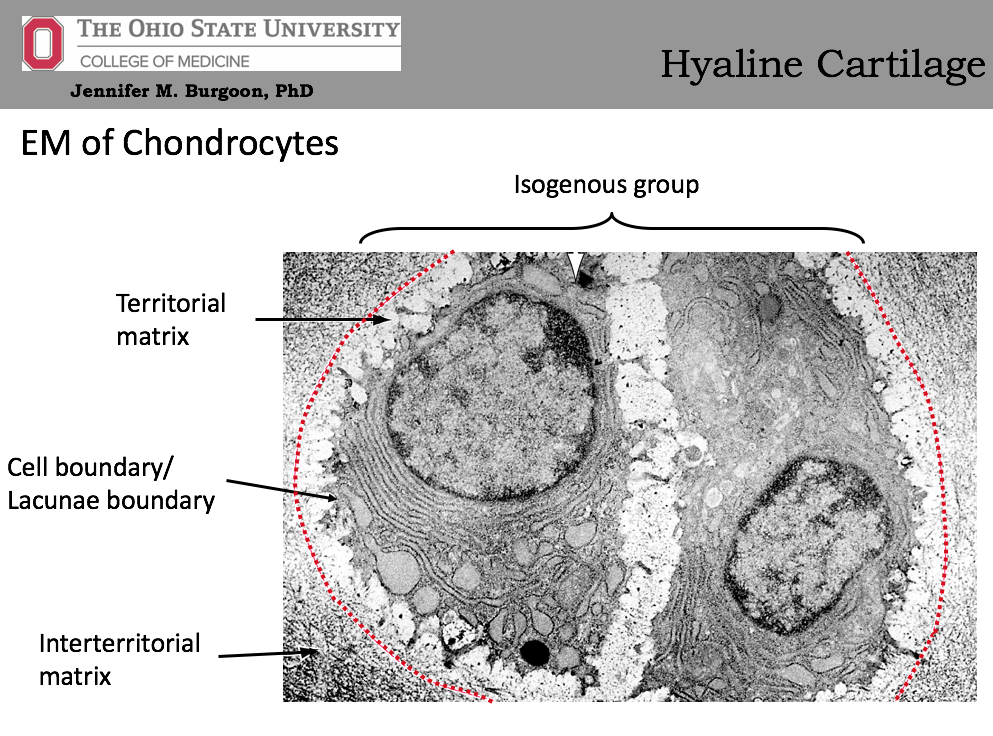 THE OHIO STATE UNIVERSITY
COLLEGE OF MEDICINE
Jennifer M. Burgoon, PhD
Hyaline Cartilage
EM of Chondrocytes
Isogenous group
Territorial
matrix
Cell boundary/
Lacunae boundary
Interterritorial
matrix